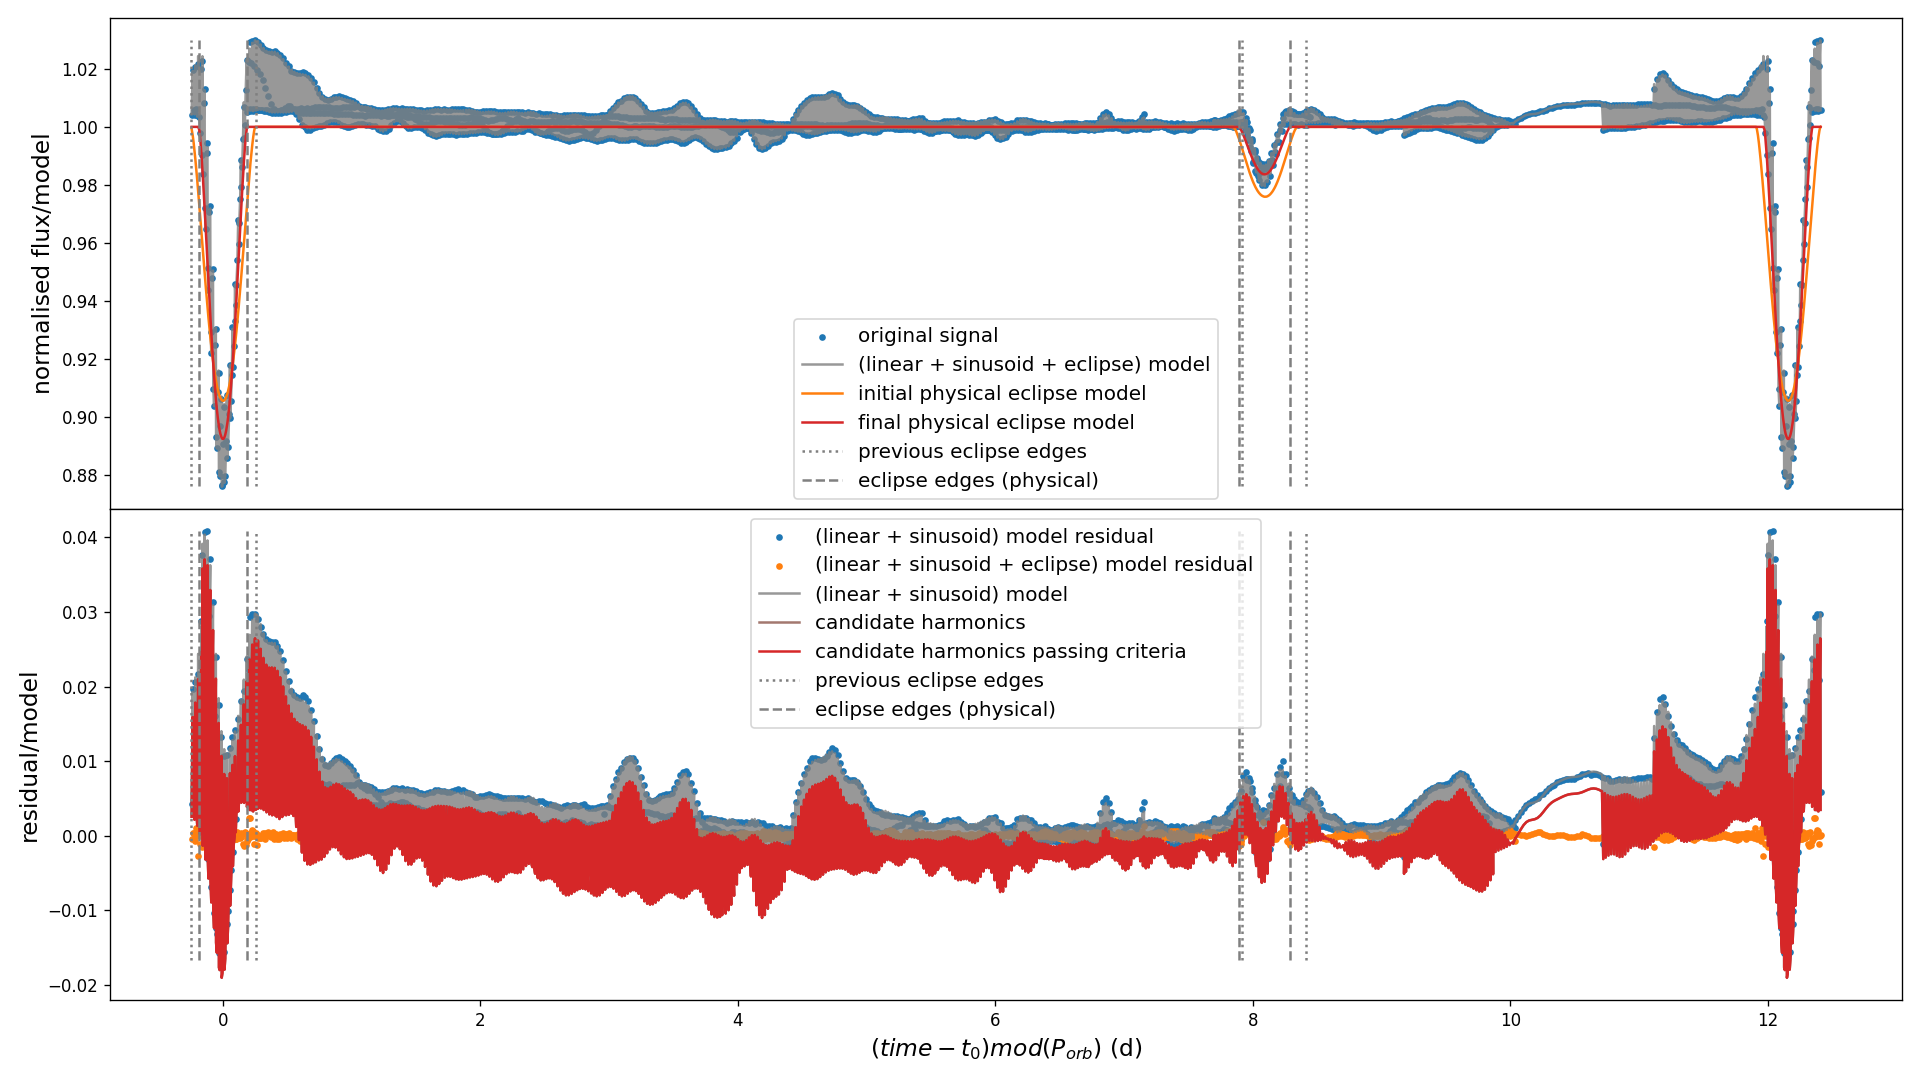 normalised flux/model
1.02
1.00
0.98
0.96
0.94
0.92
0.90
0.88
original signal
(linear + sinusoid + eclipse) model
initial physical eclipse model
final physical eclipse model
previous eclipse edges
eclipse edges (physical)
residual/model
0.04
0.03
0.02
0.01
0.00
−0.01
−0.02
(linear + sinusoid) model residual
(linear + sinusoid + eclipse) model residual
(linear + sinusoid) model
candidate harmonics
candidate harmonics passing criteria
previous eclipse edges
eclipse edges (physical)
0 2 4 6 8 10 12
(time − t₀)mod(Pₒᵣb) (d)